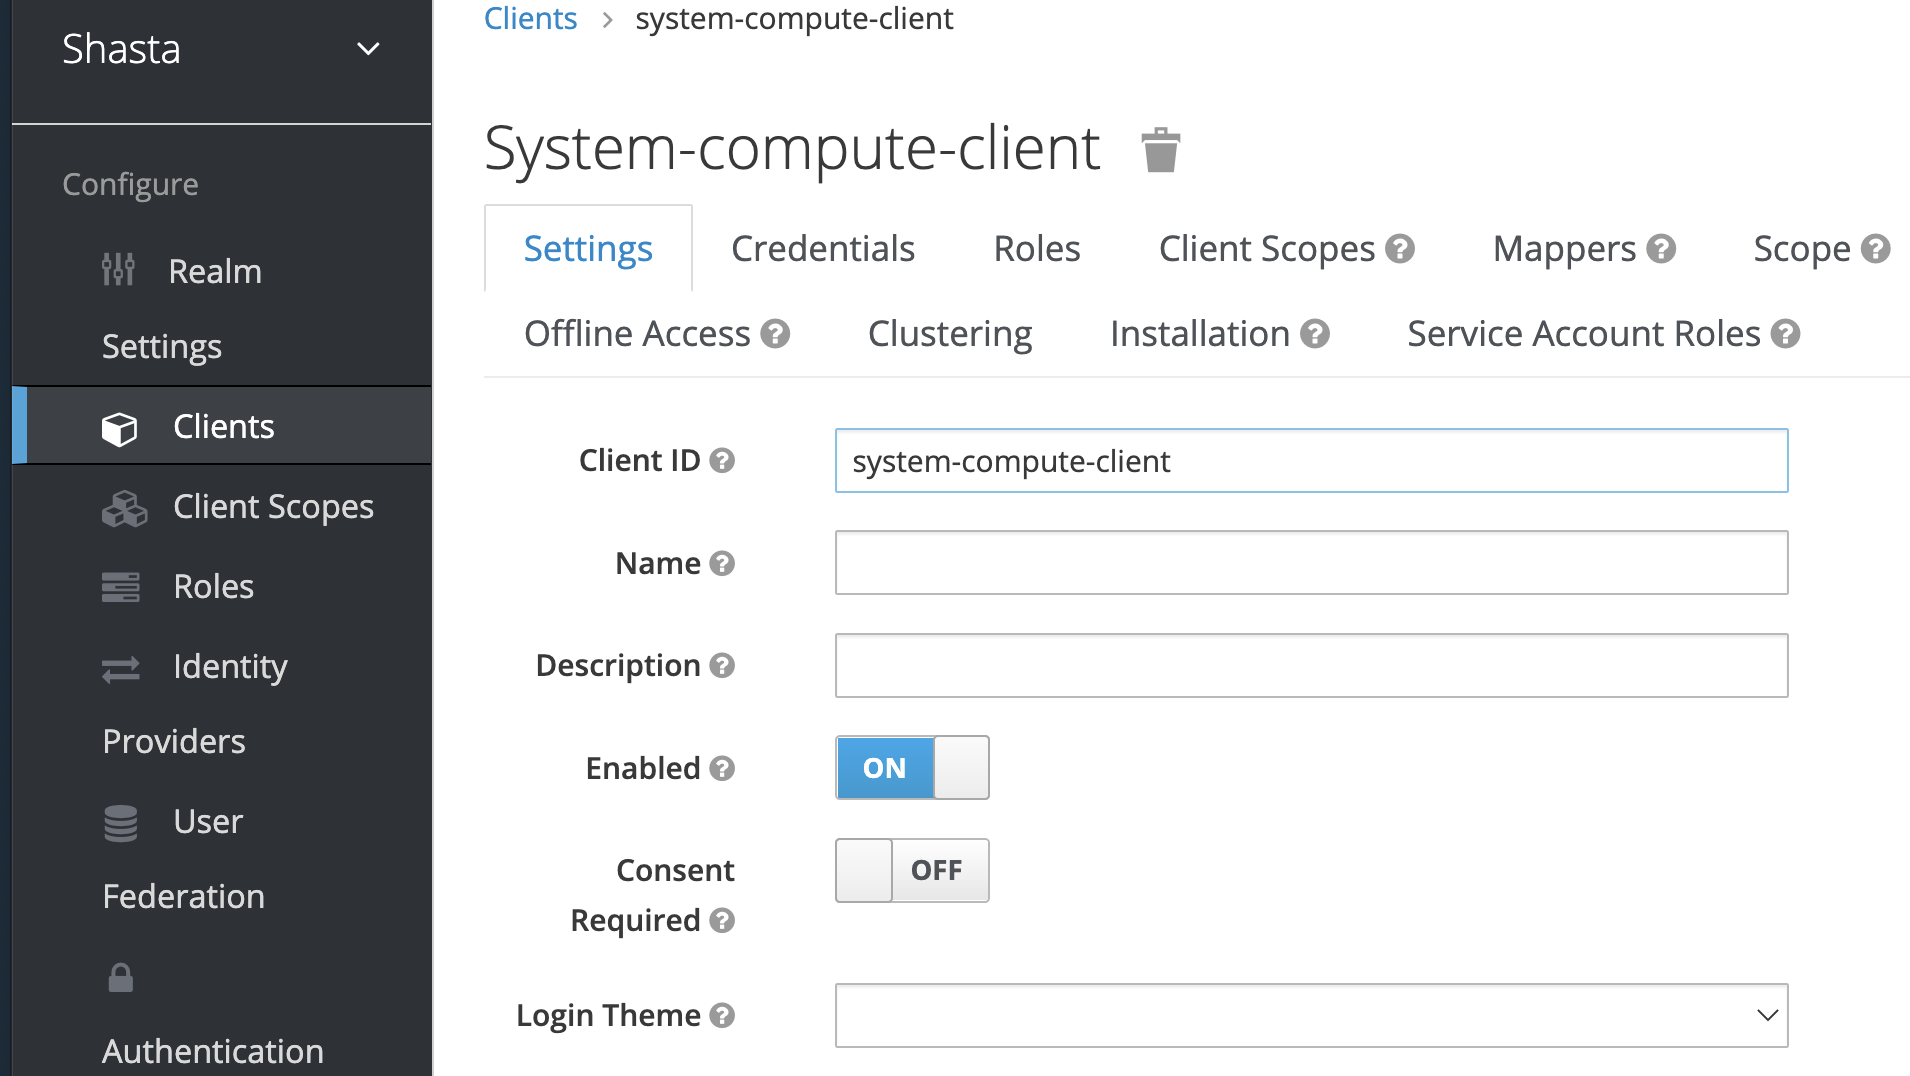 Shasta
Configure
Realm
Settings
Clients
Client Scopes
Roles
Identity
Providers
User
Federation
Authentication
Clients > system-compute-client
System-compute-client
Settings Credentials Roles Client Scopes ? Mappers ? Scope ?
Offline Access ? Clustering Installation ? Service Account Roles ?
Client ID ? system-compute-client
Name ?
Description ?
Enabled ? ON
Consent OFF
Required ?
Login Theme ?